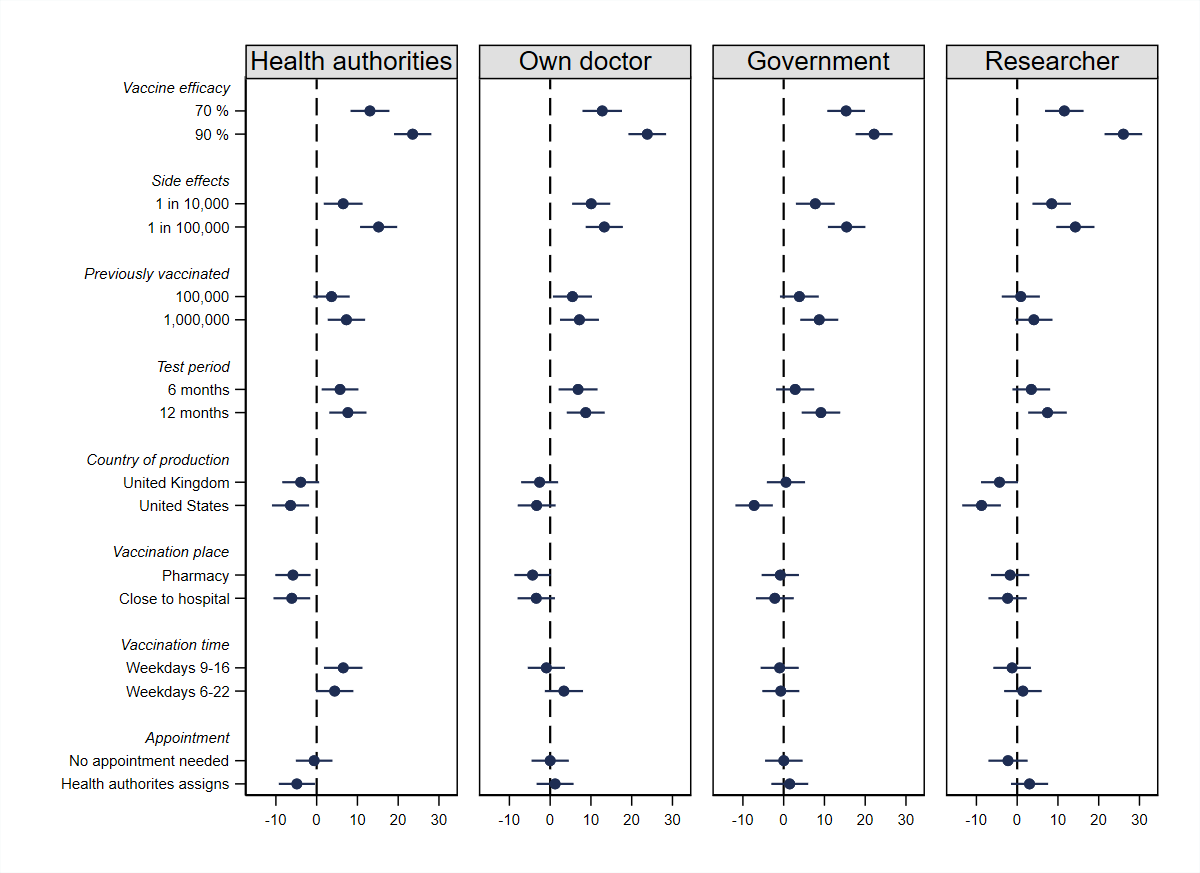 Health authorities Own doctor Government Researcher
Vaccine efficacy
70 %
90 %
Side effects
1 in 10,000
1 in 100,000
Previously vaccinated
100,000
1,000,000
Test period
6 months
12 months
Country of production
United Kingdom
United States
Vaccination place
Pharmacy
Close to hospital
Vaccination time
Weekdays 9-16
Weekdays 6-22
Appointment
No appointment needed
Health authorites assigns
-10 0 10 20 30 -10 0 10 20 30 -10 0 10 20 30 -10 0 10 20 30